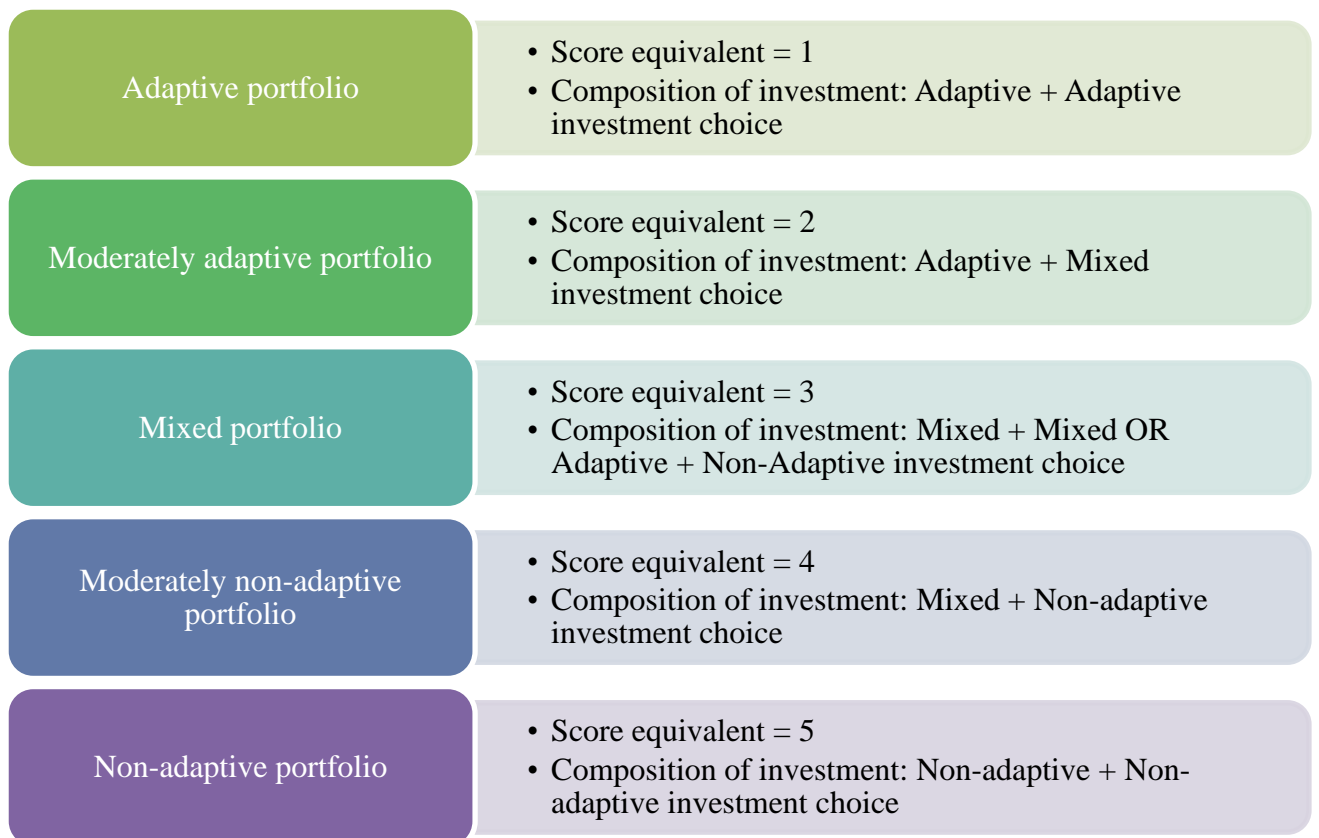 Adaptive portfolio
• Score equivalent = 1
• Composition of investment: Adaptive + Adaptive
investment choice
Moderately adaptive portfolio
• Score equivalent = 2
• Composition of investment: Adaptive + Mixed
investment choice
Mixed portfolio
• Score equivalent = 3
• Composition of investment: Mixed + Mixed OR
Adaptive + Non-Adaptive investment choice
Moderately non-adaptive
portfolio
• Score equivalent = 4
• Composition of investment: Mixed + Non-adaptive
investment choice
Non-adaptive portfolio
• Score equivalent = 5
• Composition of investment: Non-adaptive + Non-
adaptive investment choice